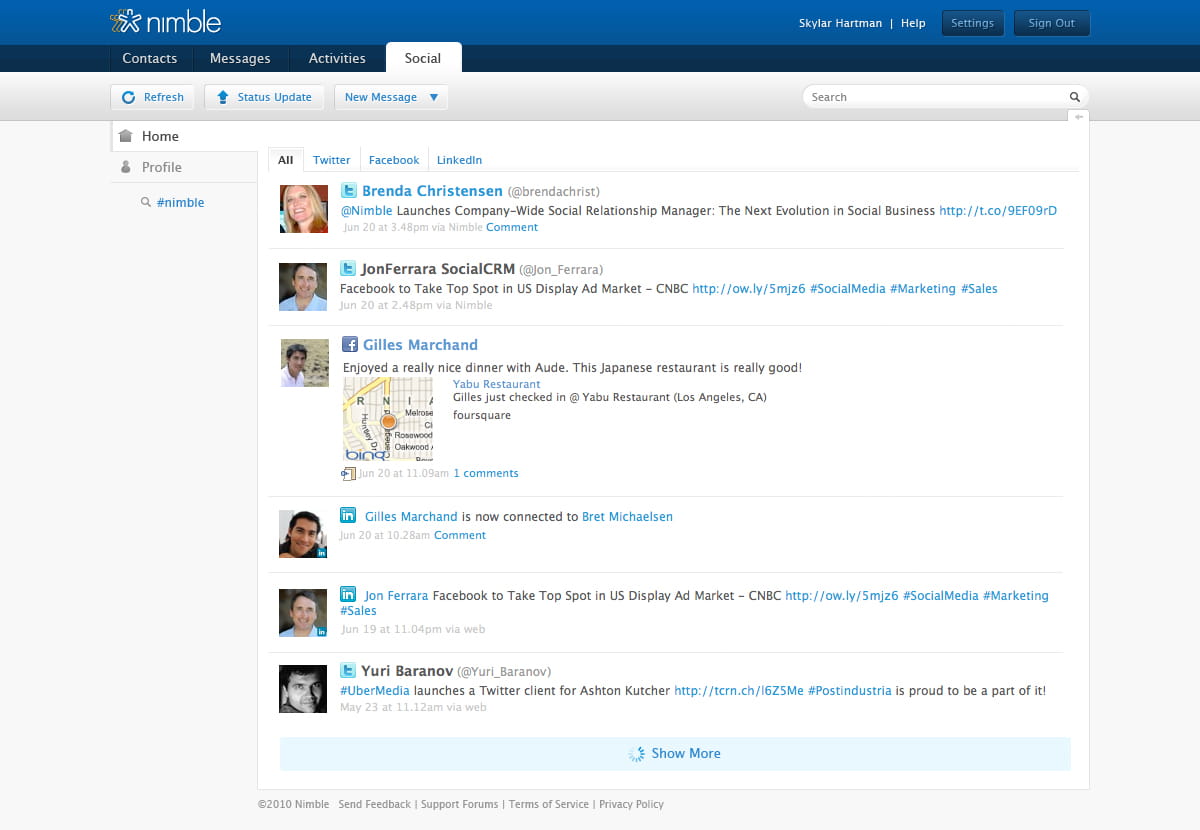 nimble
Skylar Hartman | Help Settings Sign Out
Contacts Messages Activities Social
Refresh Status Update New Message Search
Home
Profile
#nimble
All Twitter Facebook LinkedIn
Brenda Christensen (@brendachrist)
@Nimble Launches Company-Wide Social Relationship Manager: The Next Evolution in Social Business http://t.co/9EF09rD
Jun 20 at 3.48pm via Nimble Comment
JonFerrara SocialCRM (@Jon_Ferrara)
Facebook to Take Top Spot in US Display Ad Market - CNBC http://ow.ly/5mjz6 #SocialMedia #Marketing #Sales
Jun 20 at 2.48pm via Nimble
Gilles Marchand
Enjoyed a really nice dinner with Aude. This Japanese restaurant is really good!
Yabu Restaurant
Gilles just checked in @ Yabu Restaurant (Los Angeles, CA)
foursquare
R N I A
Melrose
Huntley Dr
Rosewood
Oakwood
bing
Jun 20 at 11.09am 1 comments
in Gilles Marchand is now connected to Bret Michaelsen
Jun 20 at 10.28am Comment
in
in Jon Ferrara Facebook to Take Top Spot in US Display Ad Market - CNBC http://ow.ly/5mjz6 #SocialMedia #Marketing
#Sales
Jun 19 at 11.04pm via web
in
Yuri Baranov (@Yuri_Baranov)
#UberMedia launches a Twitter client for Ashton Kutcher http://tcrn.ch/l6Z5Me #Postindustria is proud to be a part of it!
May 23 at 11.12am via web
Show More
©2010 Nimble Send Feedback | Support Forums | Terms of Service | Privacy Policy